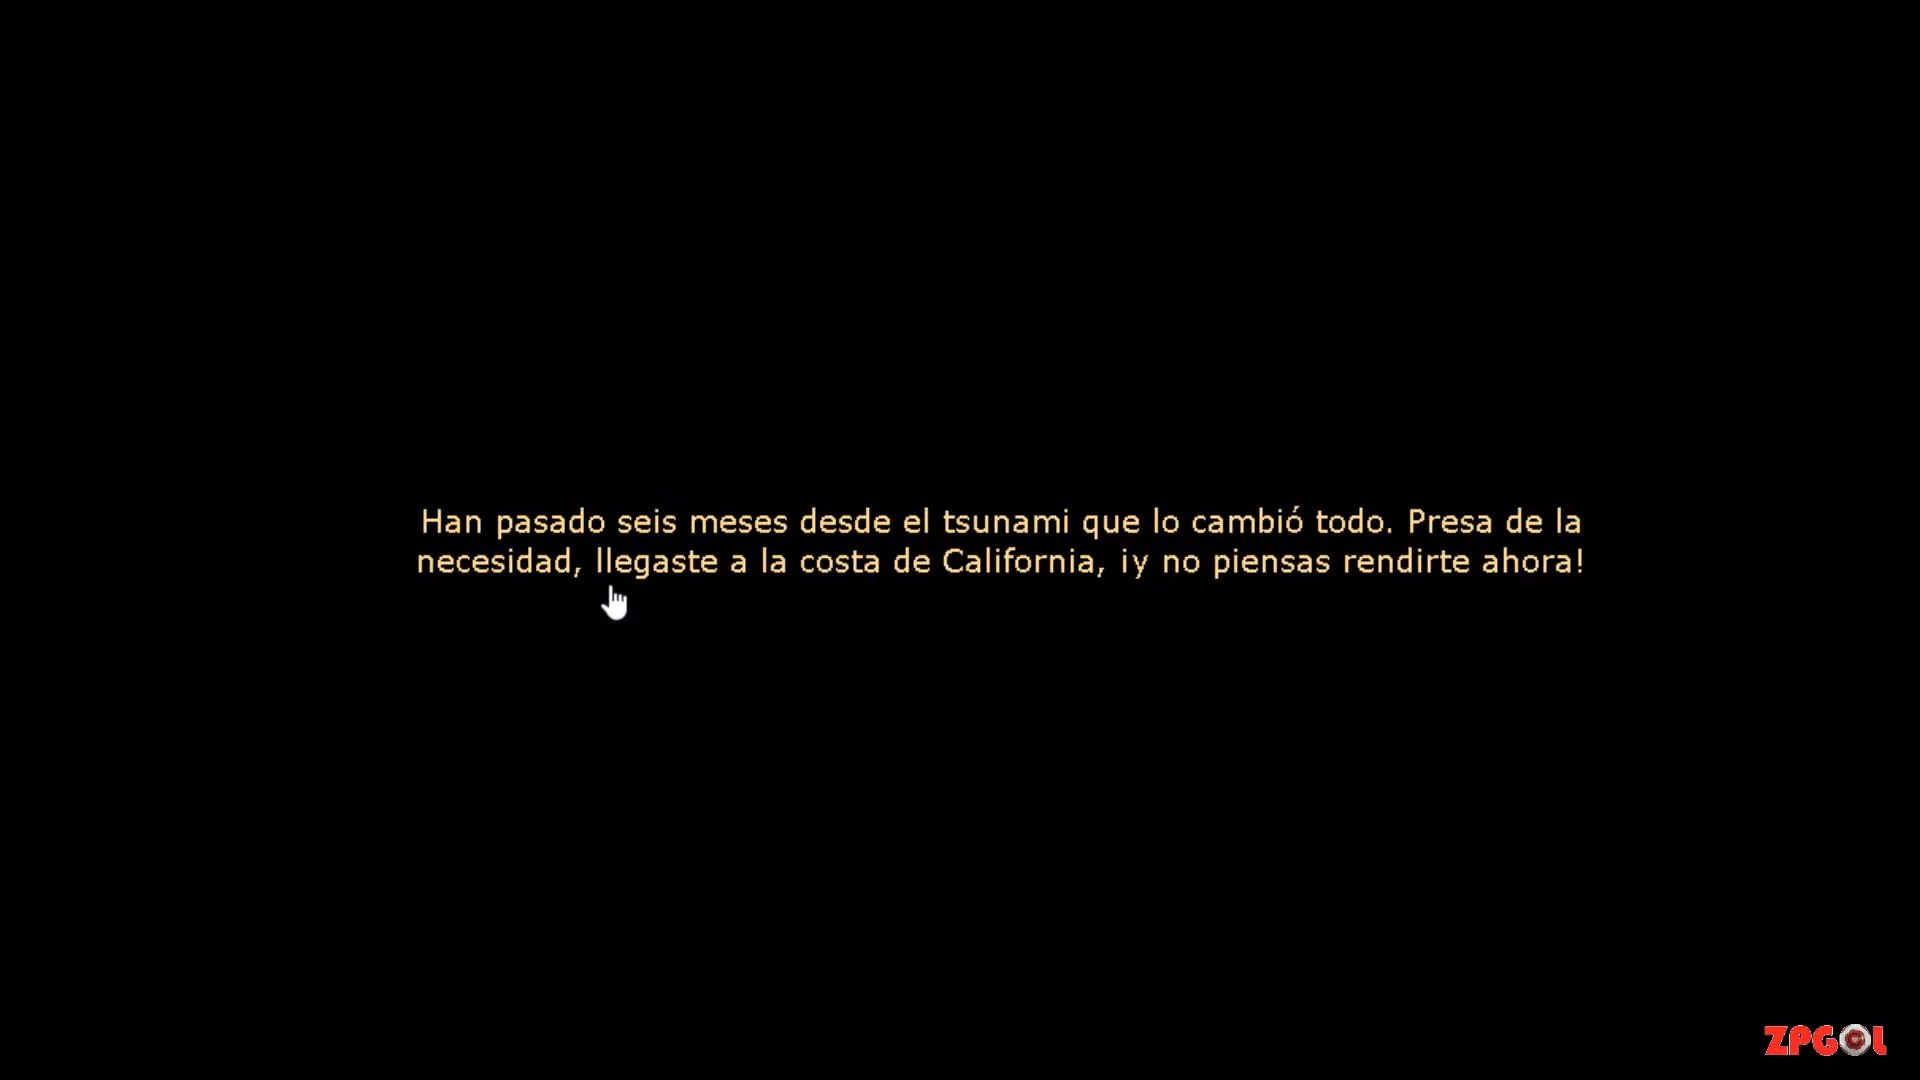 Han pasado seis meses desde el tsunami que lo cambió todo. Presa de la
necesidad, llegaste a la costa de California, ¡y no piensas rendirte ahora!
ZPGOL